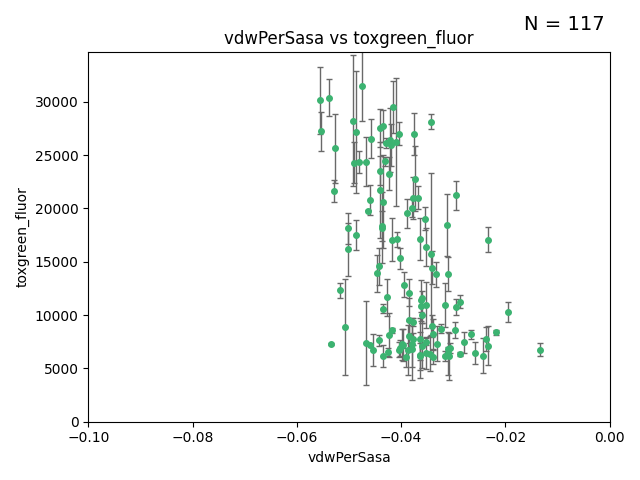 N = 117
vdwPerSasa vs toxgreen_fluor
toxgreen_fluor
30000
25000
20000
15000
10000
5000
0
−0.10 −0.08 −0.06 −0.04 −0.02 0.00
vdwPerSasa